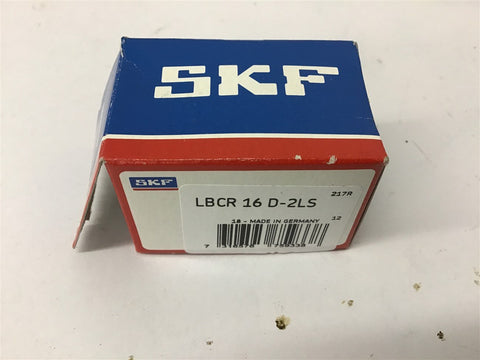 SKF
SKF
217R
LBCR 16 D-2LS
18 - MADE IN GERMANY
12